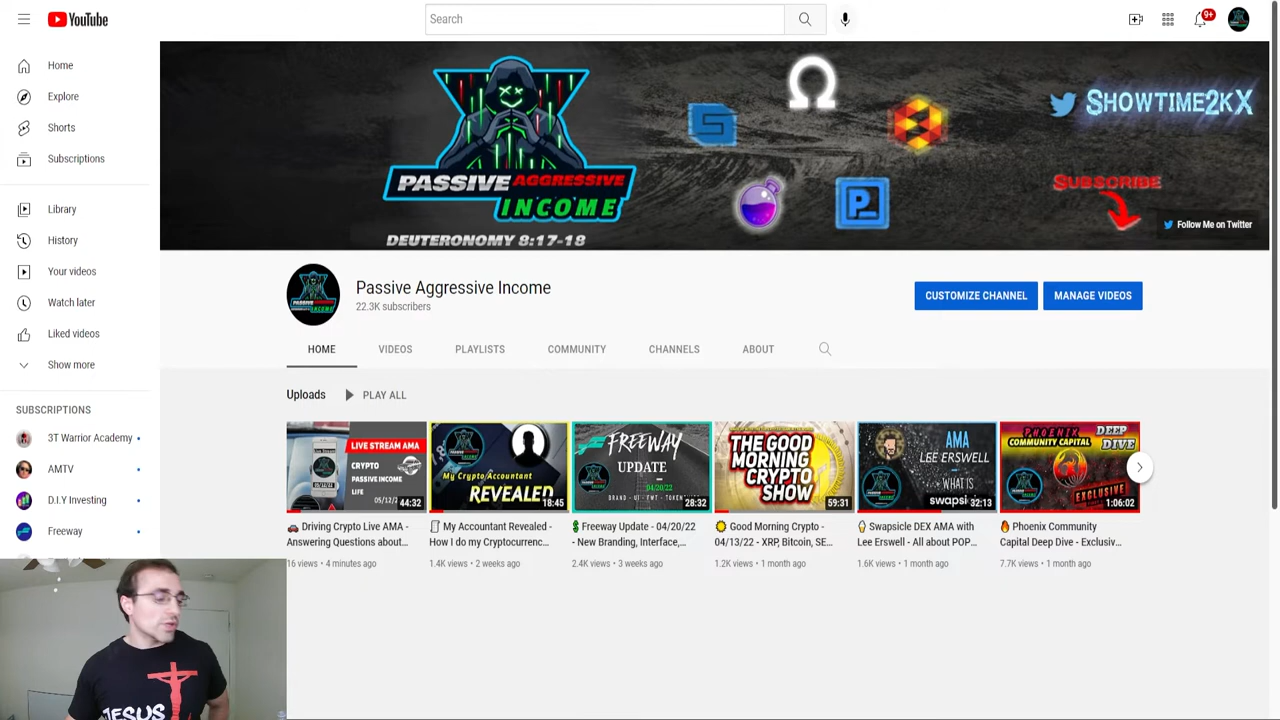 YouTube
Search
9+
Home
Explore
Shorts
Subscriptions
Library
History
Your videos
Watch later
Liked videos
Show more
SUBSCRIPTIONS
3T Warrior Academy
AMTV
D.I.Y Investing
Freeway
PASSIVE AGGRESSIVE
INCOME
DEUTERONOMY 8:17-18
SHOWTIME2KX
SUBSCRIBE
Follow Me on Twitter
Passive Aggressive Income
22.3K subscribers
CUSTOMIZE CHANNEL
MANAGE VIDEOS
HOME
VIDEOS
PLAYLISTS
COMMUNITY
CHANNELS
ABOUT
Uploads
PLAY ALL
LIVE STREAM AMA
CRYPTO
PASSIVE INCOME
LIFE
44:32
Driving Crypto Live AMA -
Answering Questions about...
16 views • 4 minutes ago
My Crypto Accountant
REVEALED
18:45
My Accountant Revealed -
How I do my Cryptocurrenc...
1.4K views • 2 weeks ago
FREEWAY
UPDATE
04/20/22
28:32
Freeway Update - 04/20/22
- New Branding, Interface,...
2.4K views • 3 weeks ago
THE GOOD
MORNING
CRYPTO
SHOW
59:31
Good Morning Crypto -
04/13/22 - XRP, Bitcoin, SE...
1.2K views • 1 month ago
AMA
LEE ERSWELL
WHAT IS
swapsi
32:13
Swapsicle DEX AMA with
Lee Erswell - All about POP...
1.6K views • 1 month ago
PHOENIX
COMMUNITY CAPITAL
DEEP
DIVE
EXCLUSIVE
1:06:02
Phoenix Community
Capital Deep Dive - Exclusiv...
7.7K views • 1 month ago
JESUS